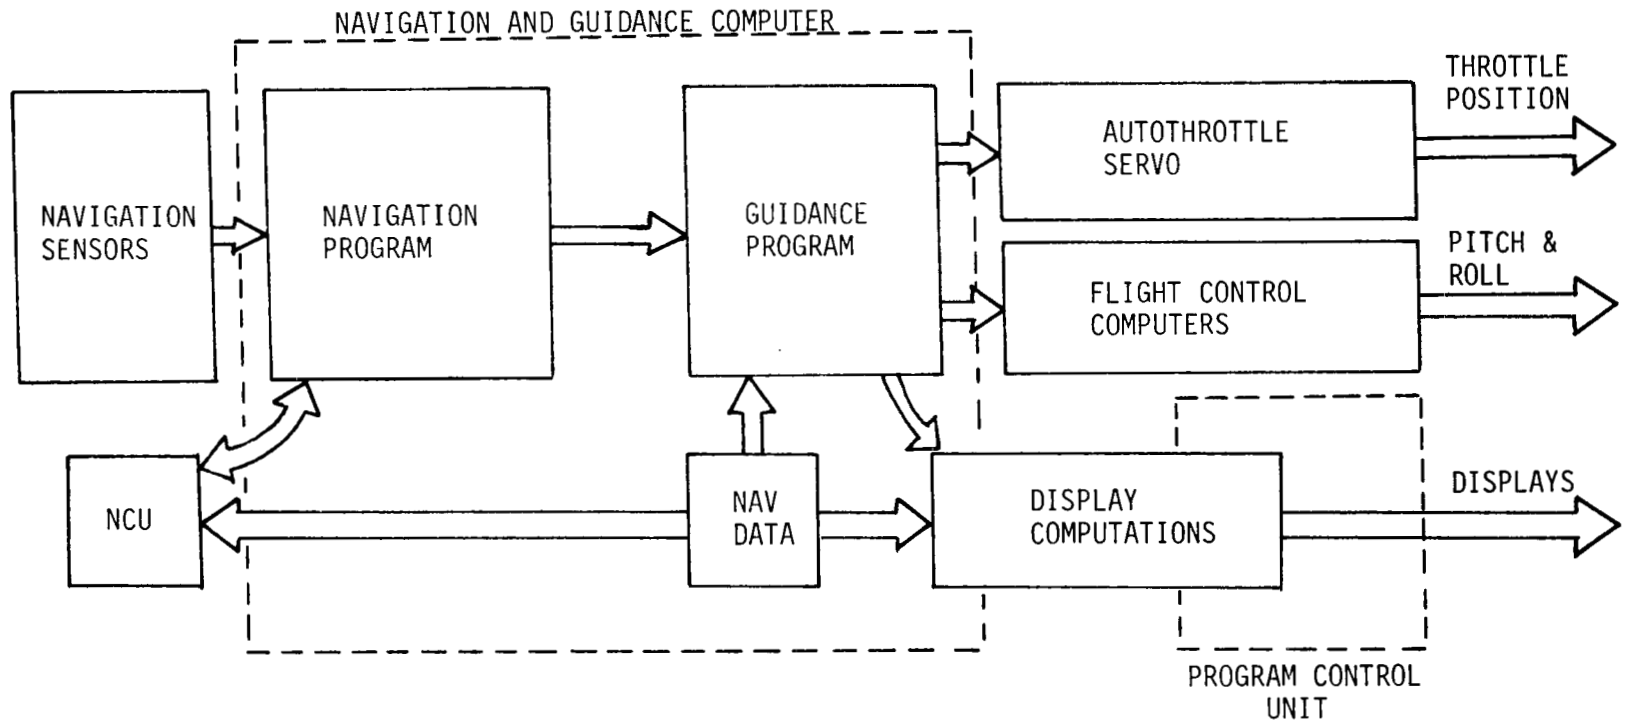 NAVIGATION AND GUIDANCE COMPUTER
THROTTLE
POSITION
AUTOTHROTTLE
SERVO
NAVIGATION
SENSORS
NAVIGATION
PROGRAM
GUIDANCE
PROGRAM
PITCH &
ROLL
FLIGHT CONTROL
COMPUTERS
NCU
NAV
DATA
DISPLAY
COMPUTATIONS
DISPLAYS
PROGRAM CONTROL
UNIT